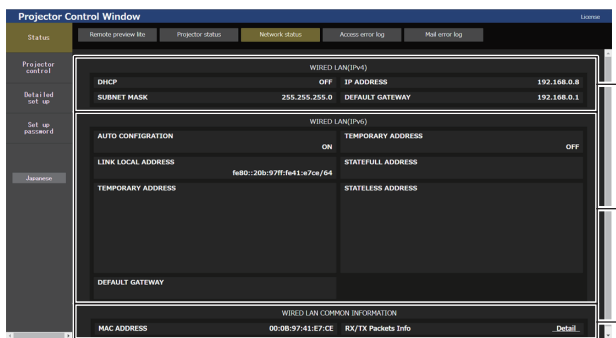 Projector Control Window
License
Status
Remote preview lite
Projector status
Network status
Access error log
Mail error log
Projector
control
Detailed
set up
Set up
password
Japanese
WIRED LAN(IPv4)
DHCP OFF IP ADDRESS 192.168.0.8
SUBNET MASK 255.255.255.0 DEFAULT GATEWAY 192.168.0.1
WIRED LAN(IPv6)
AUTO CONFIGRATION TEMPORARY ADDRESS
ON OFF
LINK LOCAL ADDRESS STATEFULL ADDRESS
fe80::20b:97ff:fe41:e7ce/64
TEMPORARY ADDRESS STATELESS ADDRESS
DEFAULT GATEWAY
WIRED LAN COMMON INFORMATION
MAC ADDRESS 00:0B:97:41:E7:CE RX/TX Packets Info Detail